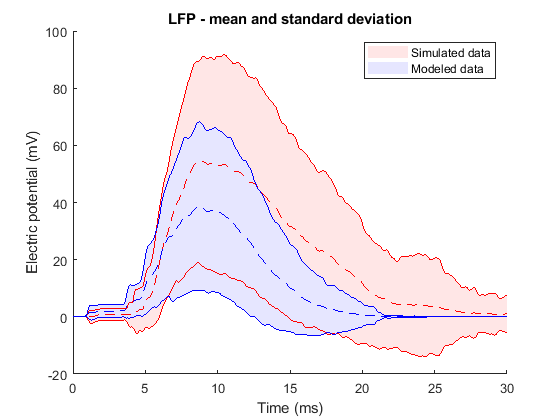 LFP - mean and standard deviation
Simulated data
Modeled data
100
80
60
40
20
0
-20
Electric potential (mV)
0 5 10 15 20 25 30
Time (ms)